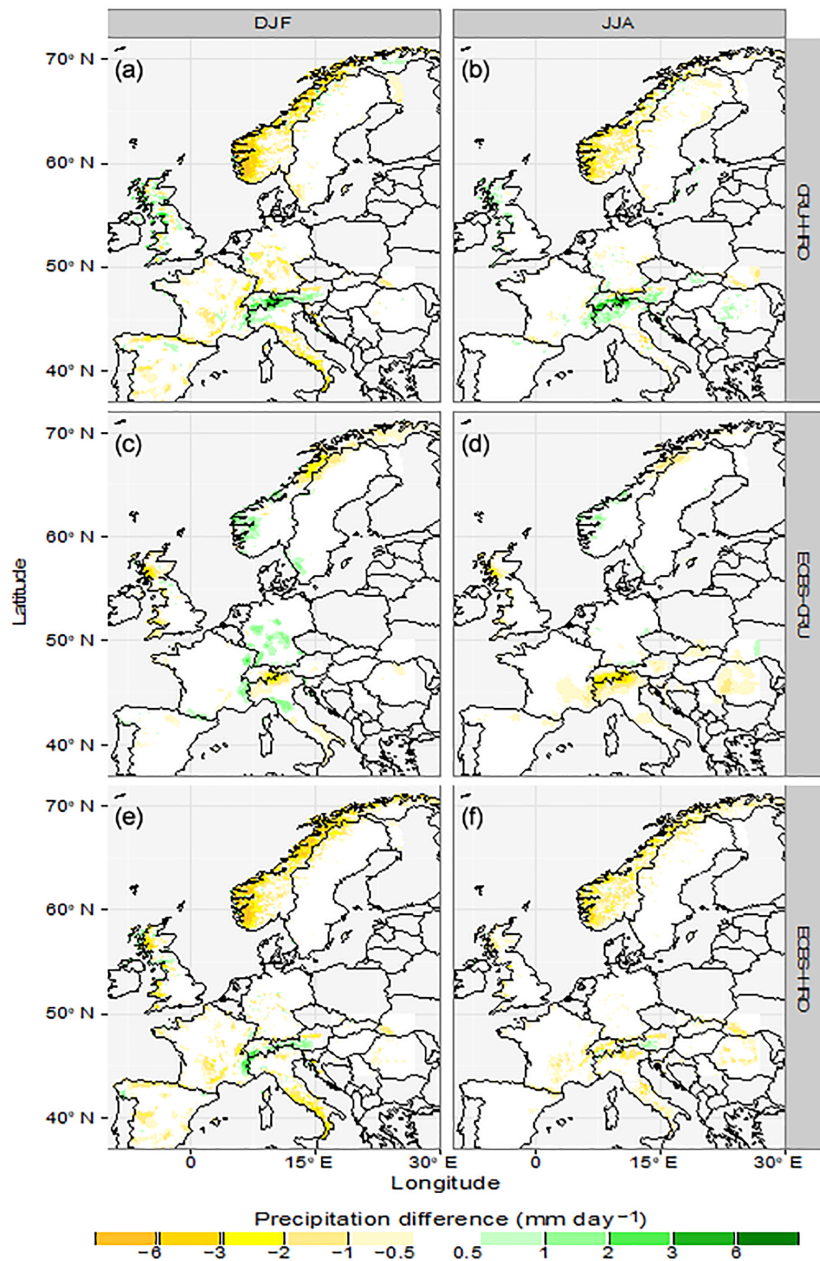 DJF
JJA
(a)
(b)
70° N
60° N
50° N
40° N
CRU-HRD
(c)
(d)
70° N
60° N
50° N
40° N
ECBS-CRU
(e)
(f)
70° N
60° N
50° N
40° N
ECBS-HRD
Latitude
0
15° E
30° E
0
15° E
30° E
Longitude
Precipitation difference (mm day⁻¹)
−6 −3 −2 −1 −0.5 0.5 1 2 3 6